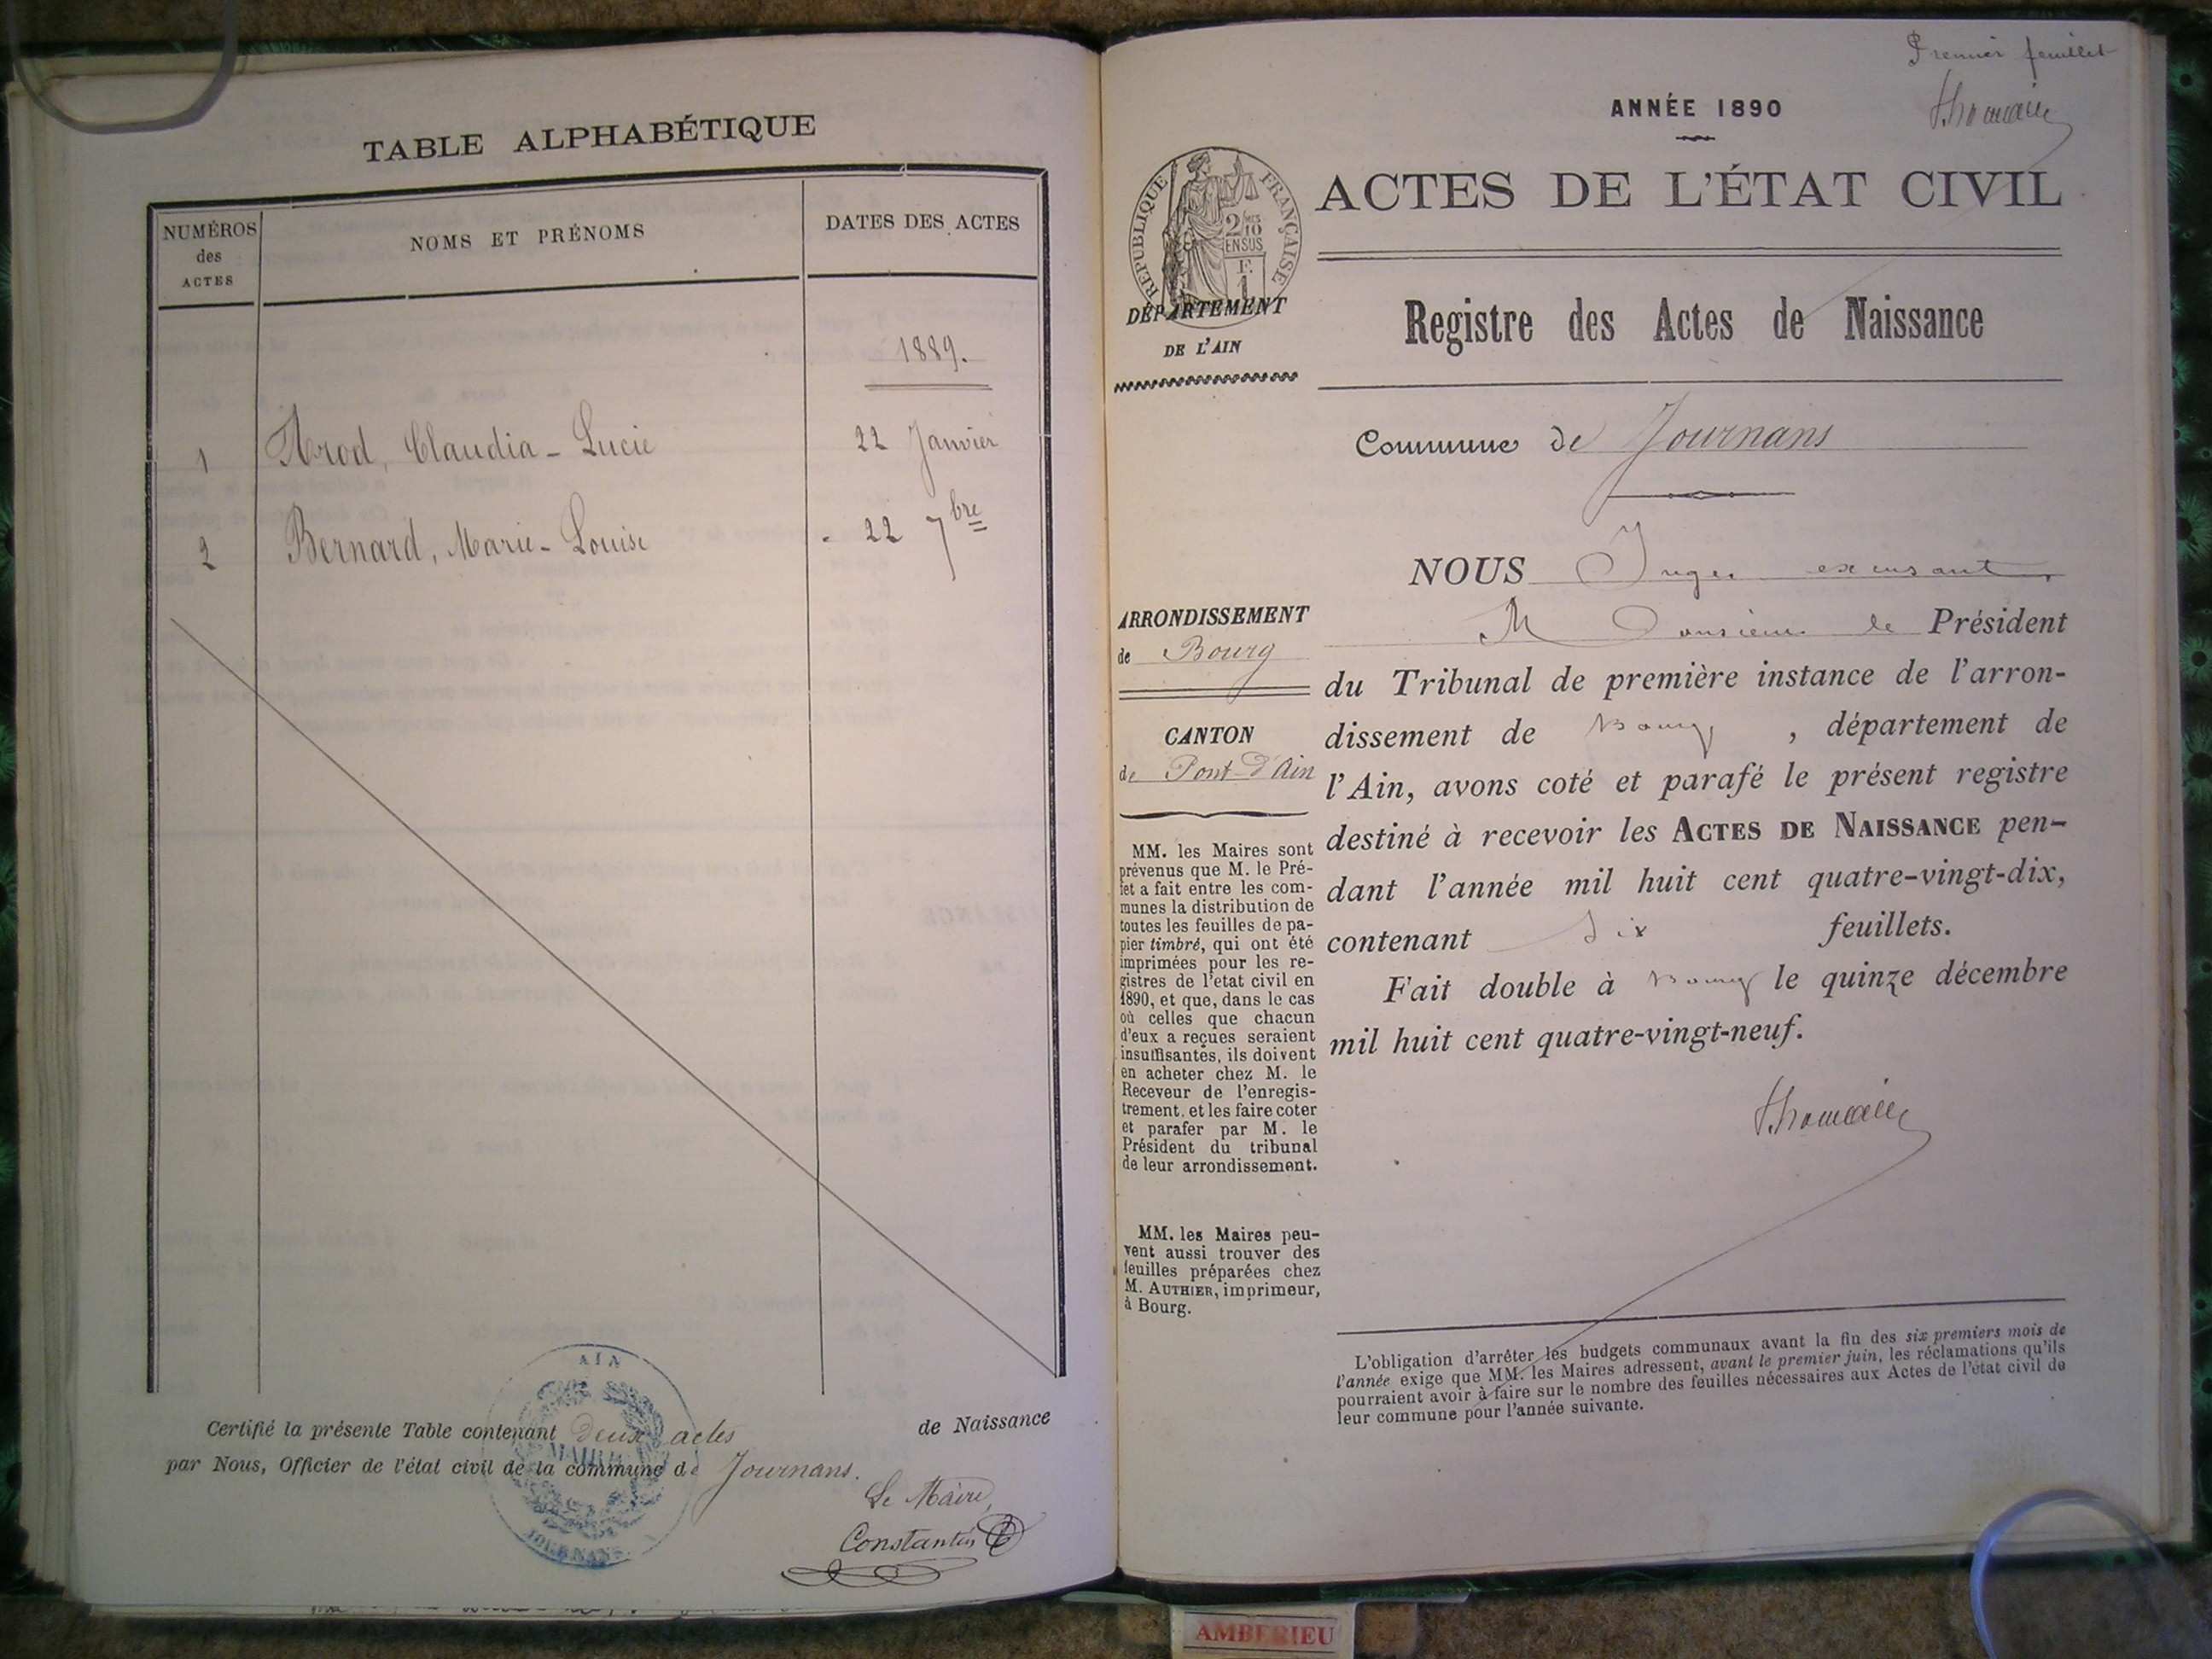 TABLE ALPHABÉTIQUE
NUMÉROS
des
ACTES
NOMS ET PRÉNOMS
DATES DES ACTES
1889.
1 Arod, Claudia - Lucie 22 Janvier
2 Bernard, Marie - Louise 22 7bre
AIN
MAIRIE
JOURNANS
Certifié la présente Table contenant deux actes de Naissance
par Nous, Officier de l'état civil de la commune de Journans.
Le Maire,
Constantin
Premier feuillet
Thomain
ANNÉE 1890
RÉPUBLIQUE FRANÇAISE
2/10
EN SUS
F.
1
ACTES DE L'ÉTAT CIVIL
DÉPARTEMENT
DE L'AIN
Registre des Actes de Naissance
Commune de Journans
ARRONDISSEMENT
de Bourg
CANTON
de Pont-d'Ain
MM. les Maires sont
prévenus que M. le Pré-
fet a fait entre les com-
munes la distribution de
toutes les feuilles de pa-
pier timbré, qui ont été
imprimées pour les re-
gistres de l'etat civil en
1890, et que, dans le cas
où celles que chacun
d'eux a reçues seraient
insuffisantes, ils doivent
en acheter chez M. le
Receveur de l'enregis-
trement, et les faire coter
et parafer par M. le
Président du tribunal
de leur arrondissement.
MM. les Maires peu-
vent aussi trouver des
feuilles préparées chez
M. AUTHIER, imprimeur,
à Bourg.
NOUS Juge
Monsieur le Président
du Tribunal de première instance de l'arron-
dissement de Bourg, département de
l'Ain, avons coté et parafé le présent registre
destiné à recevoir les ACTES DE NAISSANCE pen-
dant l'année mil huit cent quatre-vingt-dix,
contenant six feuillets.
Fait double à Bourg le quinze décembre
mil huit cent quatre-vingt-neuf.
Thomain
L'obligation d'arrêter les budgets communaux avant la fin des six premiers mois de
l'année exige que MM. les Maires adressent, avant le premier juin, les réclamations qu'ils
pourraient avoir à faire sur le nombre des feuilles nécessaires aux Actes de l'état civil de
leur commune pour l'année suivante.
AMBERIEU